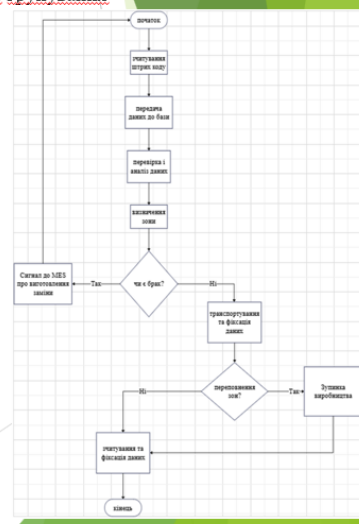 початок
зчитування
штрих коду
передача
даних до бази
перевірка і
аналіз даних
визначення
зони
чи є брак?
Так
Ні
Сигнал до MES
про виготовлення
заміни
транспортування
та фіксація
даних
переповнення
зон?
Ні
Так
Зупинка
виробництва
зчитування та
фіксація даних
кінець